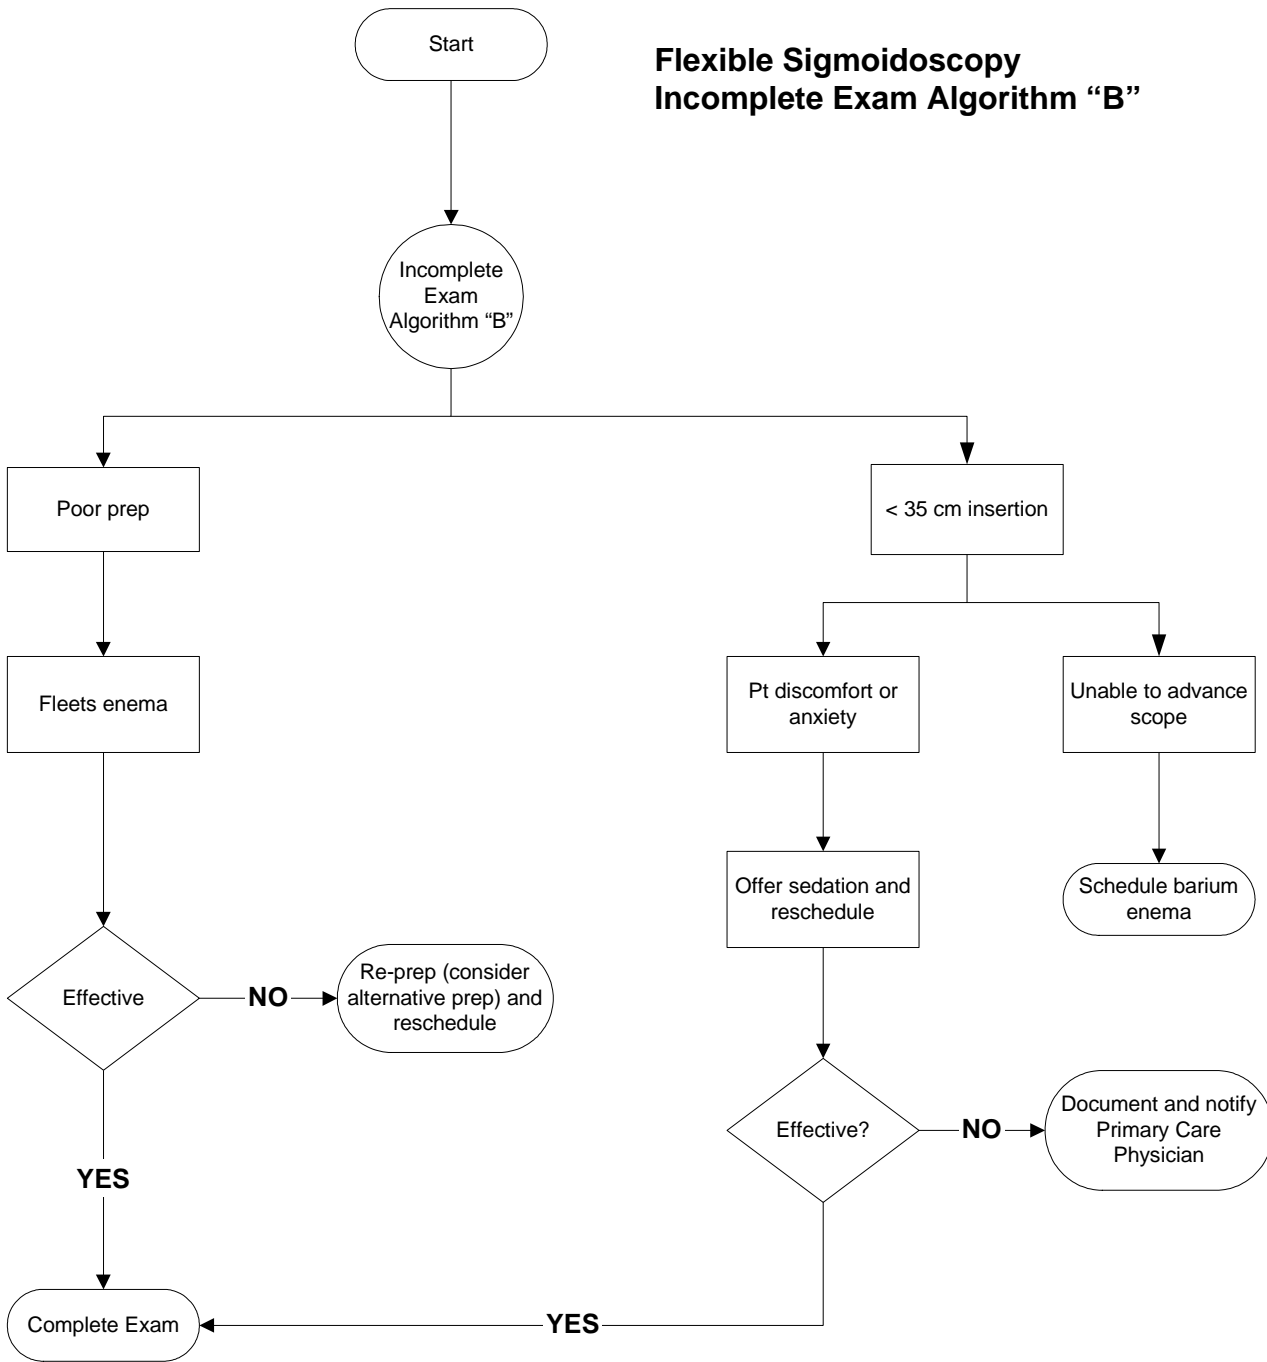 Start
Flexible Sigmoidoscopy
Incomplete Exam Algorithm “B”
Incomplete
Exam
Algorithm “B”
Poor prep
< 35 cm insertion
Fleets enema
Pt discomfort or
anxiety
Unable to advance
scope
Offer sedation and
reschedule
Schedule barium
enema
Effective
NO
Re-prep (consider
alternative prep) and
reschedule
Effective?
NO
Document and notify
Primary Care
Physician
YES
Complete Exam
YES